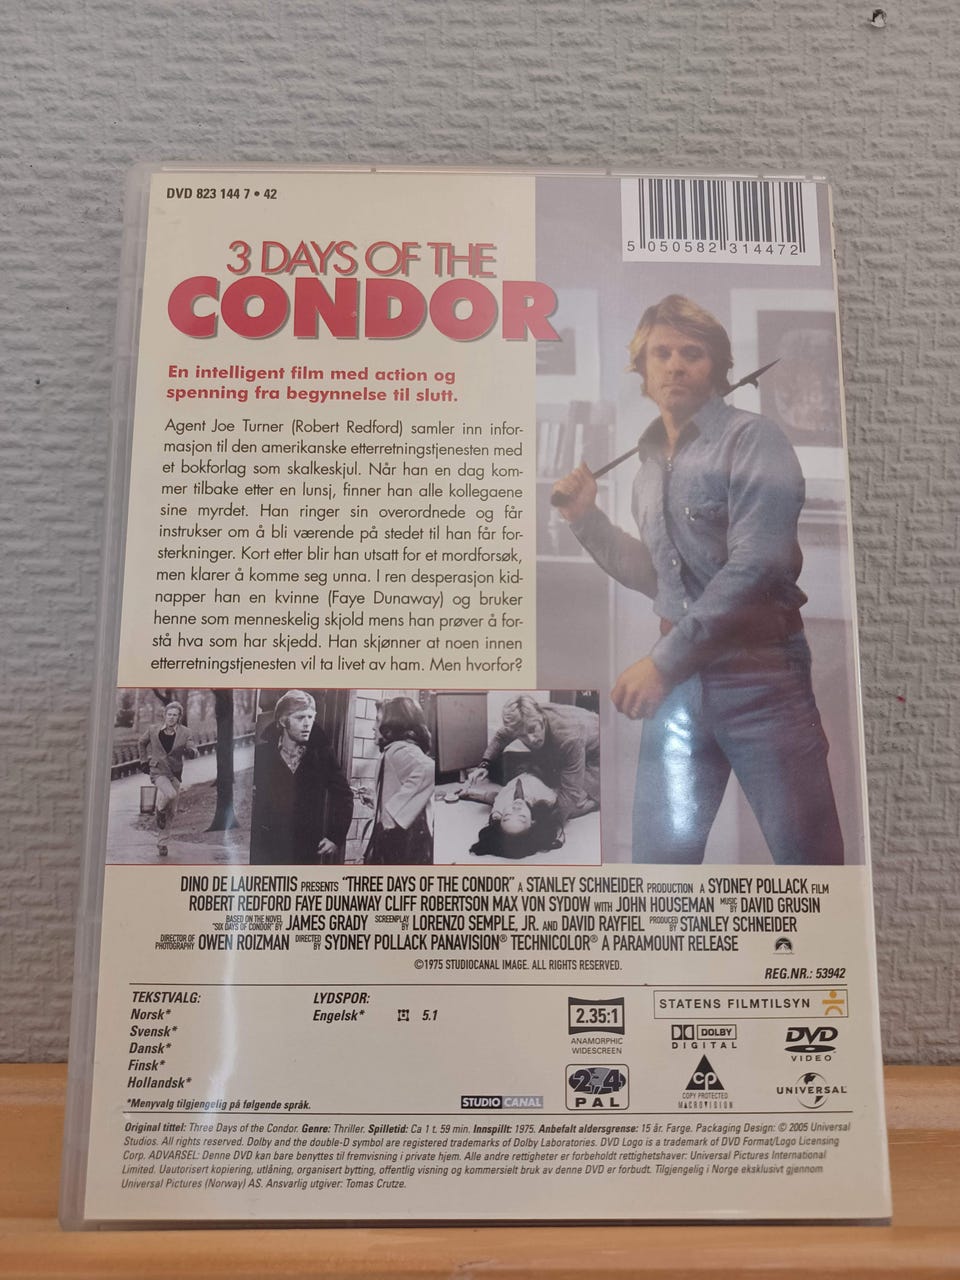 DVD 823 144 7 • 42
5 050582 314472
3 DAYS OF THE
CONDOR
En intelligent film med action og
spenning fra begynnelse til slutt.
Agent Joe Turner (Robert Redford) samler inn infor-
masjon til den amerikanske etterretningstjenesten med
et bokforlag som skalkeskjul. Når han en dag kom-
mer tilbake etter en lunsj, finner han alle kollegaene
sine myrdet. Han ringer sin overordnede og får
instrukser om å bli værende på stedet til han får for-
sterkninger. Kort etter blir han utsatt for et mordforsøk,
men klarer å komme seg unna. I ren desperasjon kid-
napper han en kvinne (Faye Dunaway) og bruker
henne som menneskelig skjold mens han prøver å for-
stå hva som har skjedd. Han skjønner at noen innen
etterretningstjenesten vil ta livet av ham. Men hvorfor?
DINO DE LAURENTIIS PRESENTS "THREE DAYS OF THE CONDOR" A STANLEY SCHNEIDER PRODUCTION A SYDNEY POLLACK FILM
ROBERT REDFORD FAYE DUNAWAY CLIFF ROBERTSON MAX VON SYDOW WITH JOHN HOUSEMAN MUSIC BY DAVID GRUSIN
BASED ON THE NOVEL "SIX DAYS OF CONDOR" BY JAMES GRADY SCREENPLAY BY LORENZO SEMPLE, JR. AND DAVID RAYFIEL PRODUCED BY STANLEY SCHNEIDER
DIRECTOR OF PHOTOGRAPHY OWEN ROIZMAN DIRECTED BY SYDNEY POLLACK PANAVISION® TECHNICOLOR® A PARAMOUNT RELEASE
©1975 STUDIOCANAL IMAGE. ALL RIGHTS RESERVED.
REG.NR.: 53942
TEKSTVALG:
Norsk*
Svensk*
Dansk*
Finsk*
Hollandsk*
*Menyvalg tilgjengelig på følgende språk.
LYDSPOR:
Engelsk* 5.1
STUDIO CANAL
2.35:1
ANAMORPHIC
WIDESCREEN
2 4
PAL
STATENS FILMTILSYN
DOLBY
DIGITAL
DVD
VIDEO
CP
COPY PROTECTED
MACROVISION
UNIVERSAL
Original tittel: Three Days of the Condor. Genre: Thriller. Spilletid: Ca 1 t. 59 min. Innspilt: 1975. Anbefalt aldersgrense: 15 år. Farge. Packaging Design: © 2005 Universal
Studios. All rights reserved. Dolby and the double-D symbol are registered trademarks of Dolby Laboratories. DVD Logo is a trademark of DVD Format/Logo Licensing
Corp. ADVARSEL: Denne DVD kan bare benyttes til fremvisning i privat hjem. Alle andre rettigheter er forbeholdt rettighetshaver: Universal Pictures International
Limited. Uautorisert kopiering, utlåning, organisert bytting, offentlig visning og kommersielt bruk av denne DVD er forbudt. Tilgjengelig i Norge eksklusivt gjennom
Universal Pictures (Norway) AS. Ansvarlig utgiver: Tomas Crutze.